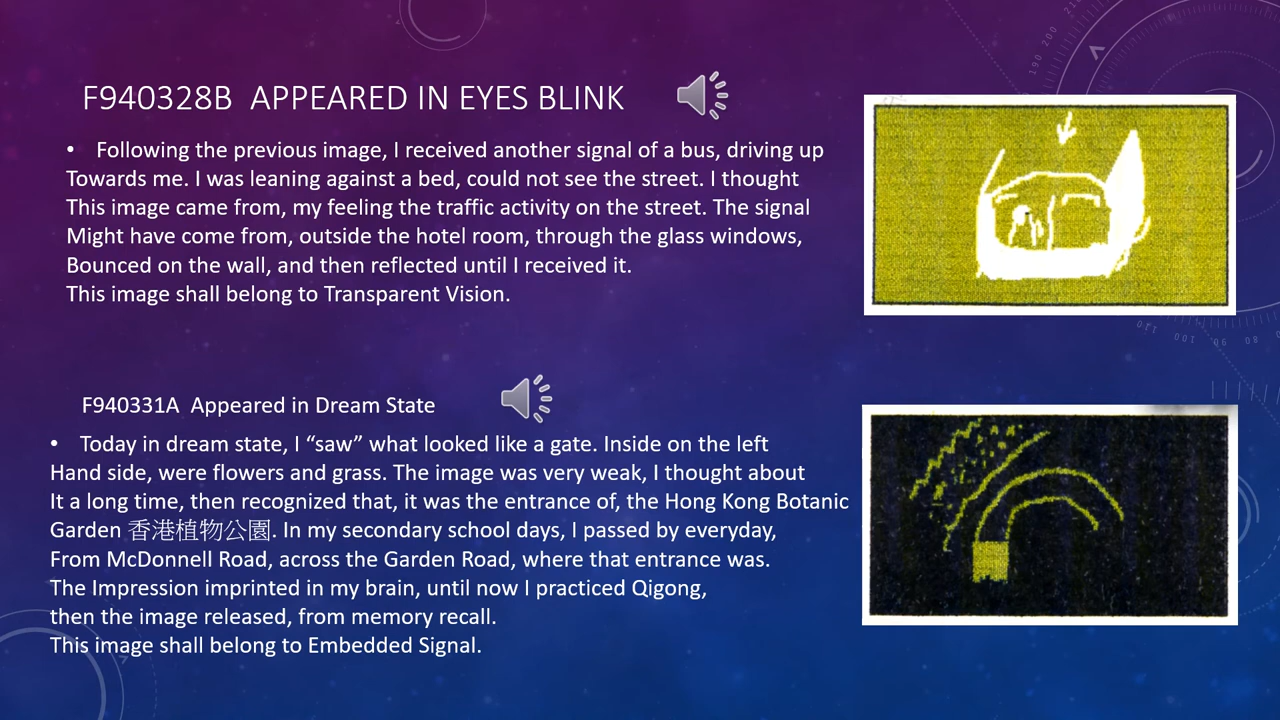 F940328B APPEARED IN EYES BLINK
• Following the previous image, I received another signal of a bus, driving up
Towards me. I was leaning against a bed, could not see the street. I thought
This image came from, my feeling the traffic activity on the street. The signal
Might have come from, outside the hotel room, through the glass windows,
Bounced on the wall, and then reflected until I received it.
This image shall belong to Transparent Vision.
F940331A Appeared in Dream State
• Today in dream state, I “saw” what looked like a gate. Inside on the left
Hand side, were flowers and grass. The image was very weak, I thought about
It a long time, then recognized that, it was the entrance of, the Hong Kong Botanic
Garden 香港植物公園. In my secondary school days, I passed by everyday,
From McDonnell Road, across the Garden Road, where that entrance was.
The Impression imprinted in my brain, until now I practiced Qigong,
then the image released, from memory recall.
This image shall belong to Embedded Signal.
190 200 210
110 100 90 80